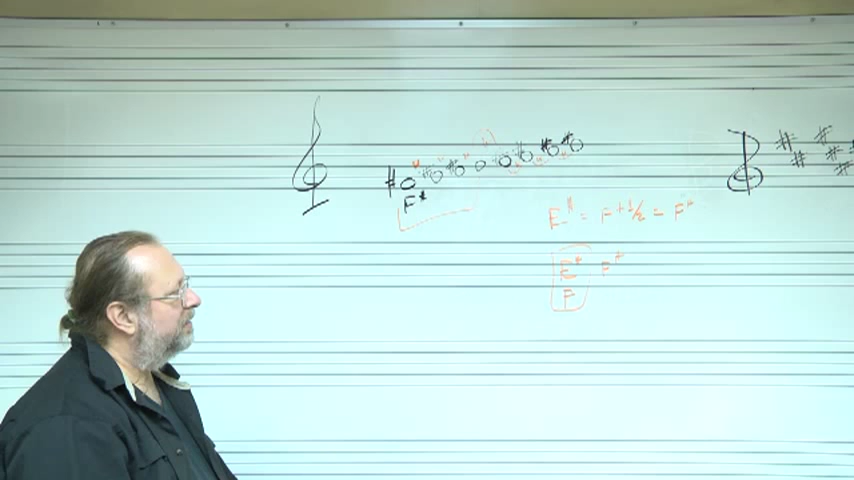 F#
E# = F + 1/2 = F#
E# F#
F